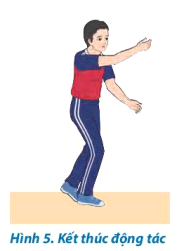 Hình 5. Kết thúc động tác